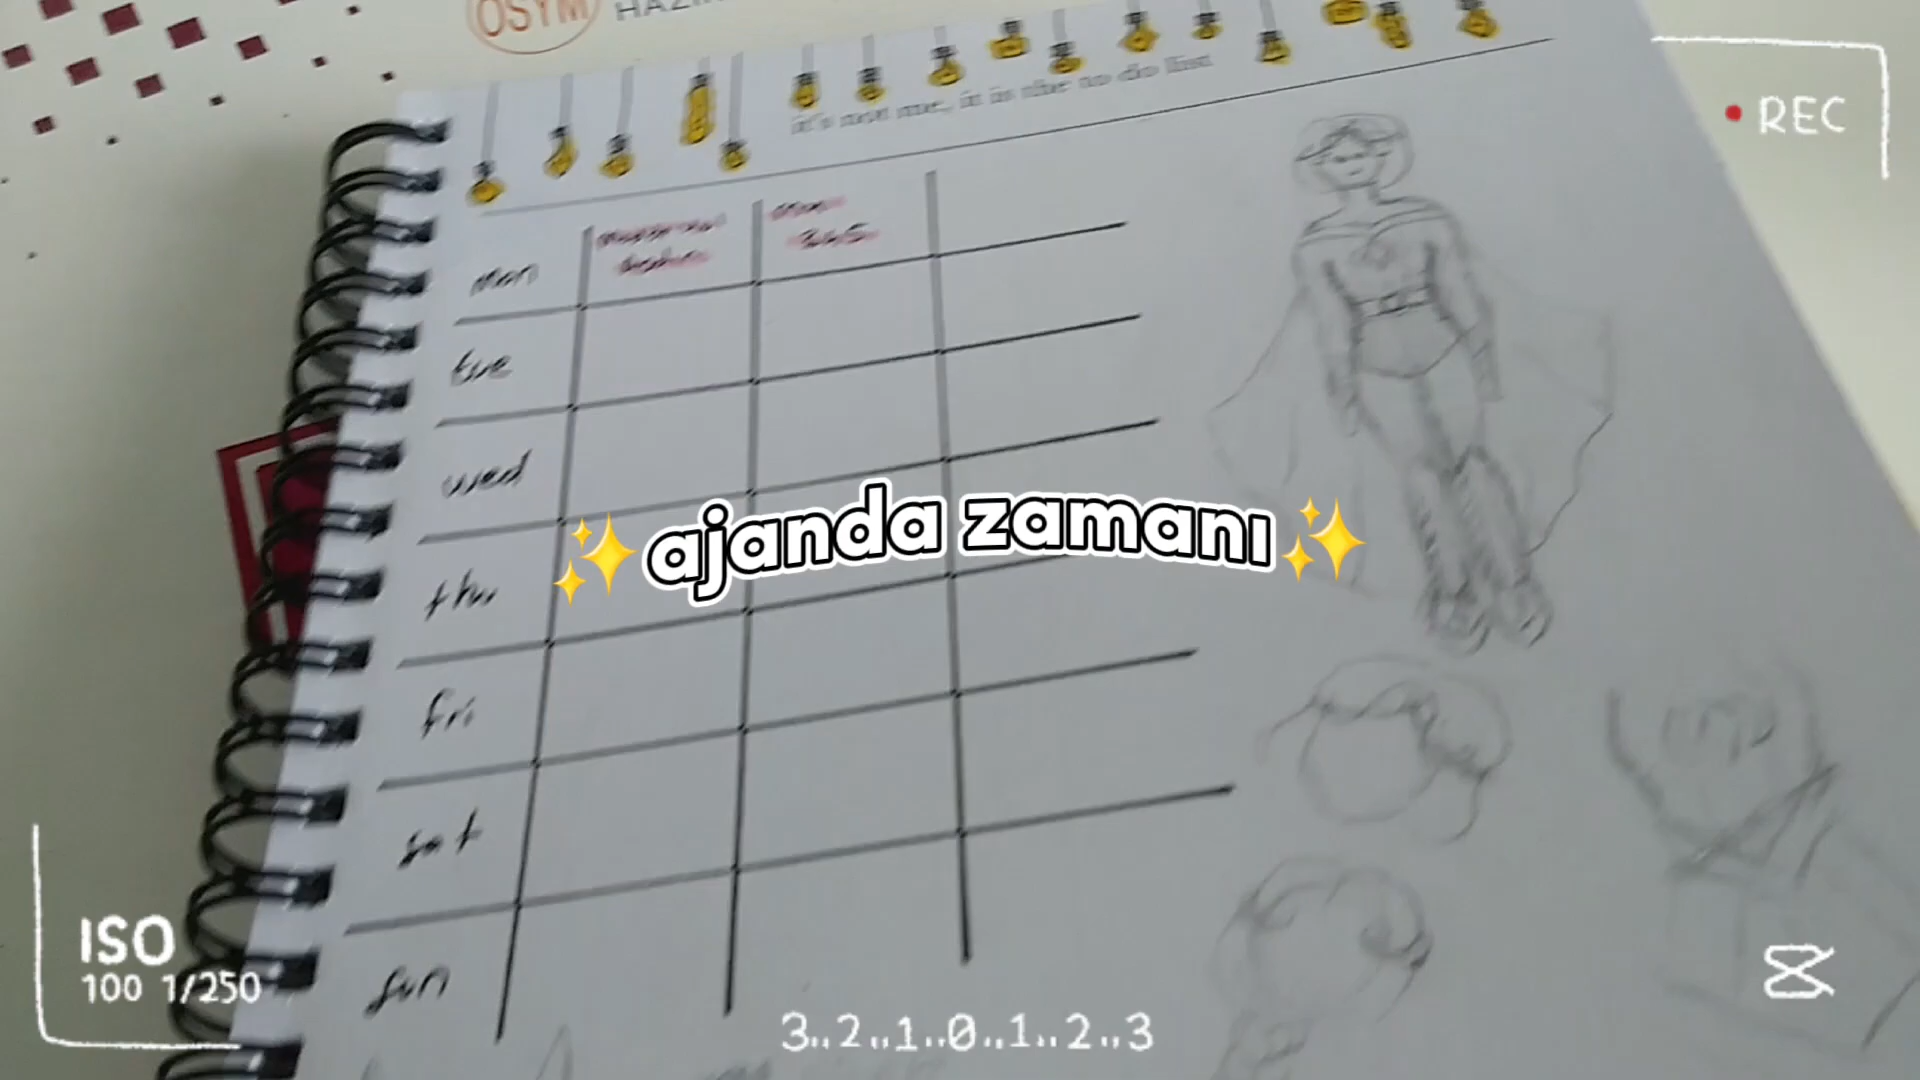 ÖSYM
REC
it's not me, it is the to do list
mon
tue
wed
✨ajanda zamanı✨
thu
fri
sat
sun
ISO
100 1/250
3..2..1..0..1..2..3